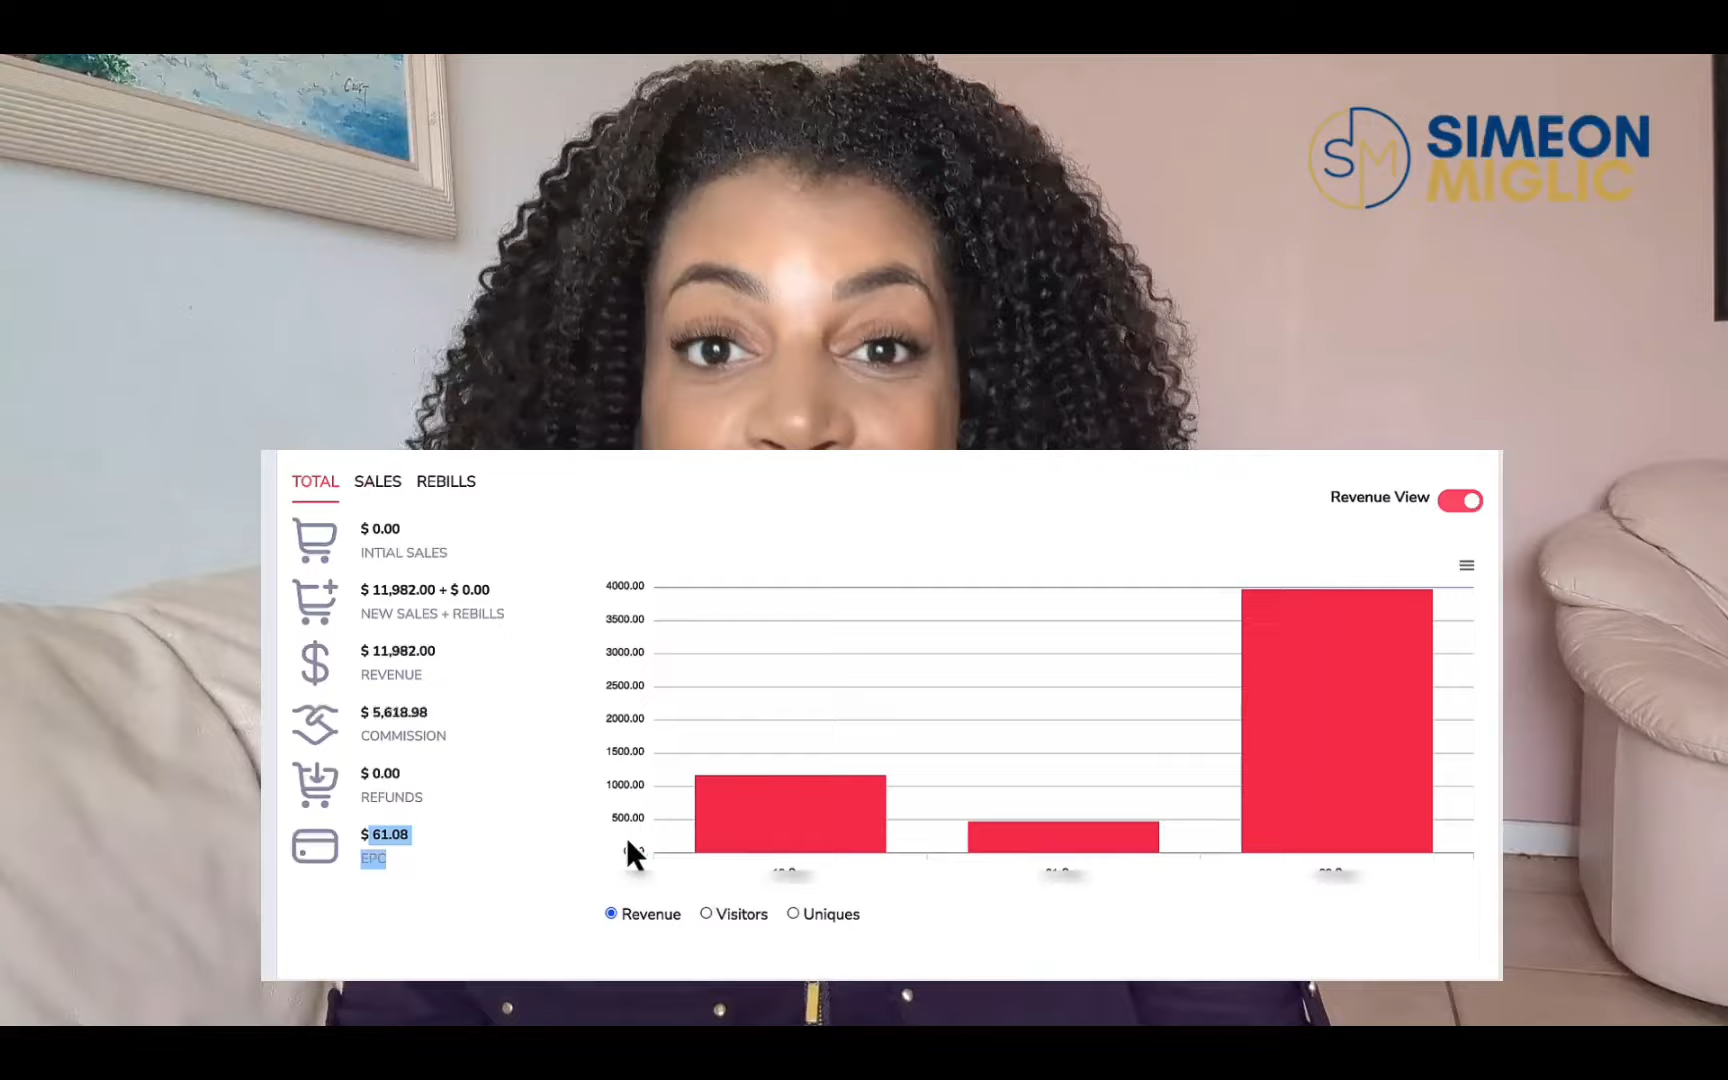 Cust
SIMEON
MIGLIC
SM
TOTAL SALES REBILLS
Revenue View
$ 0.00
INTIAL SALES
$ 11,982.00 + $ 0.00
NEW SALES + REBILLS
$ 11,982.00
REVENUE
$ 5,618.98
COMMISSION
$ 0.00
REFUNDS
$ 61.08
EPC
4000.00
3500.00
3000.00
2500.00
2000.00
1500.00
1000.00
500.00
Revenue Visitors Uniques